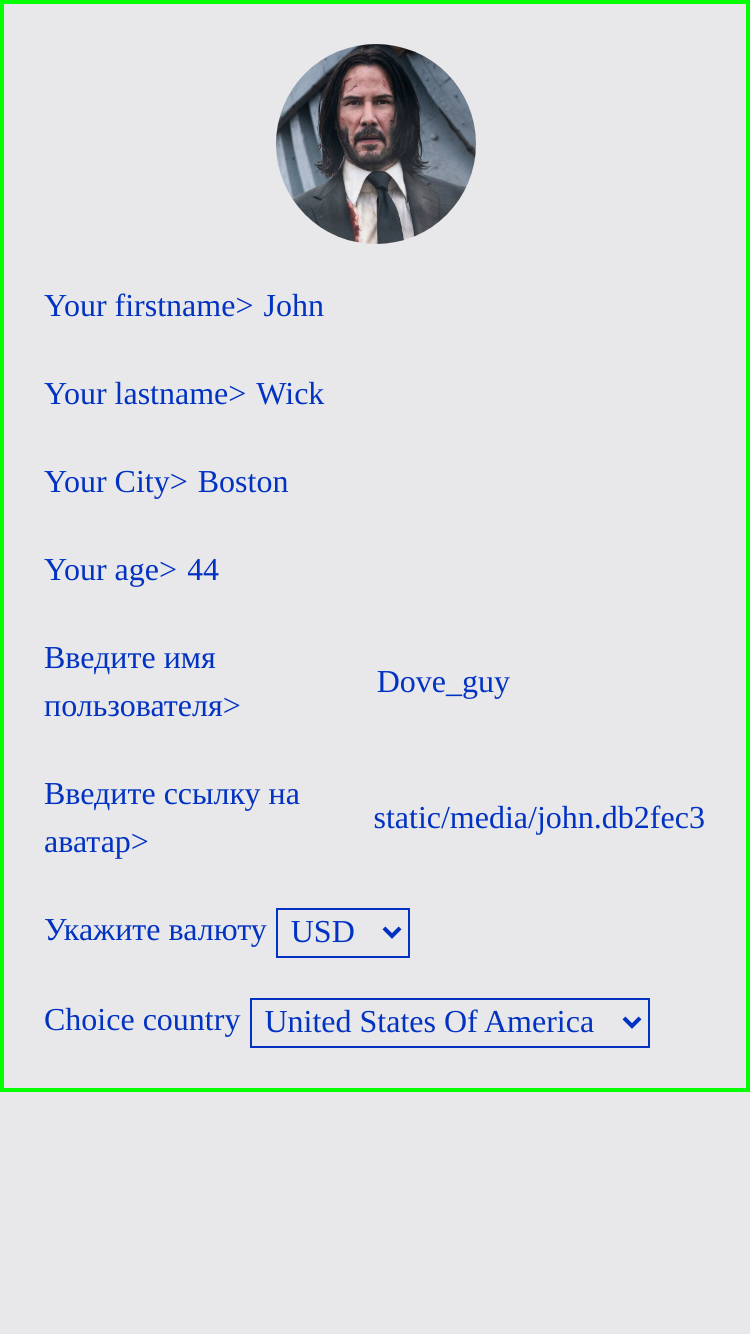 Your firstname> John
Your lastname> Wick
Your City> Boston
Your age> 44
Введите имя
пользователя>
Dove_guy
Введите ссылку на
аватар>
static/media/john.db2fec3
Укажите валюту USD
Choice country United States Of America